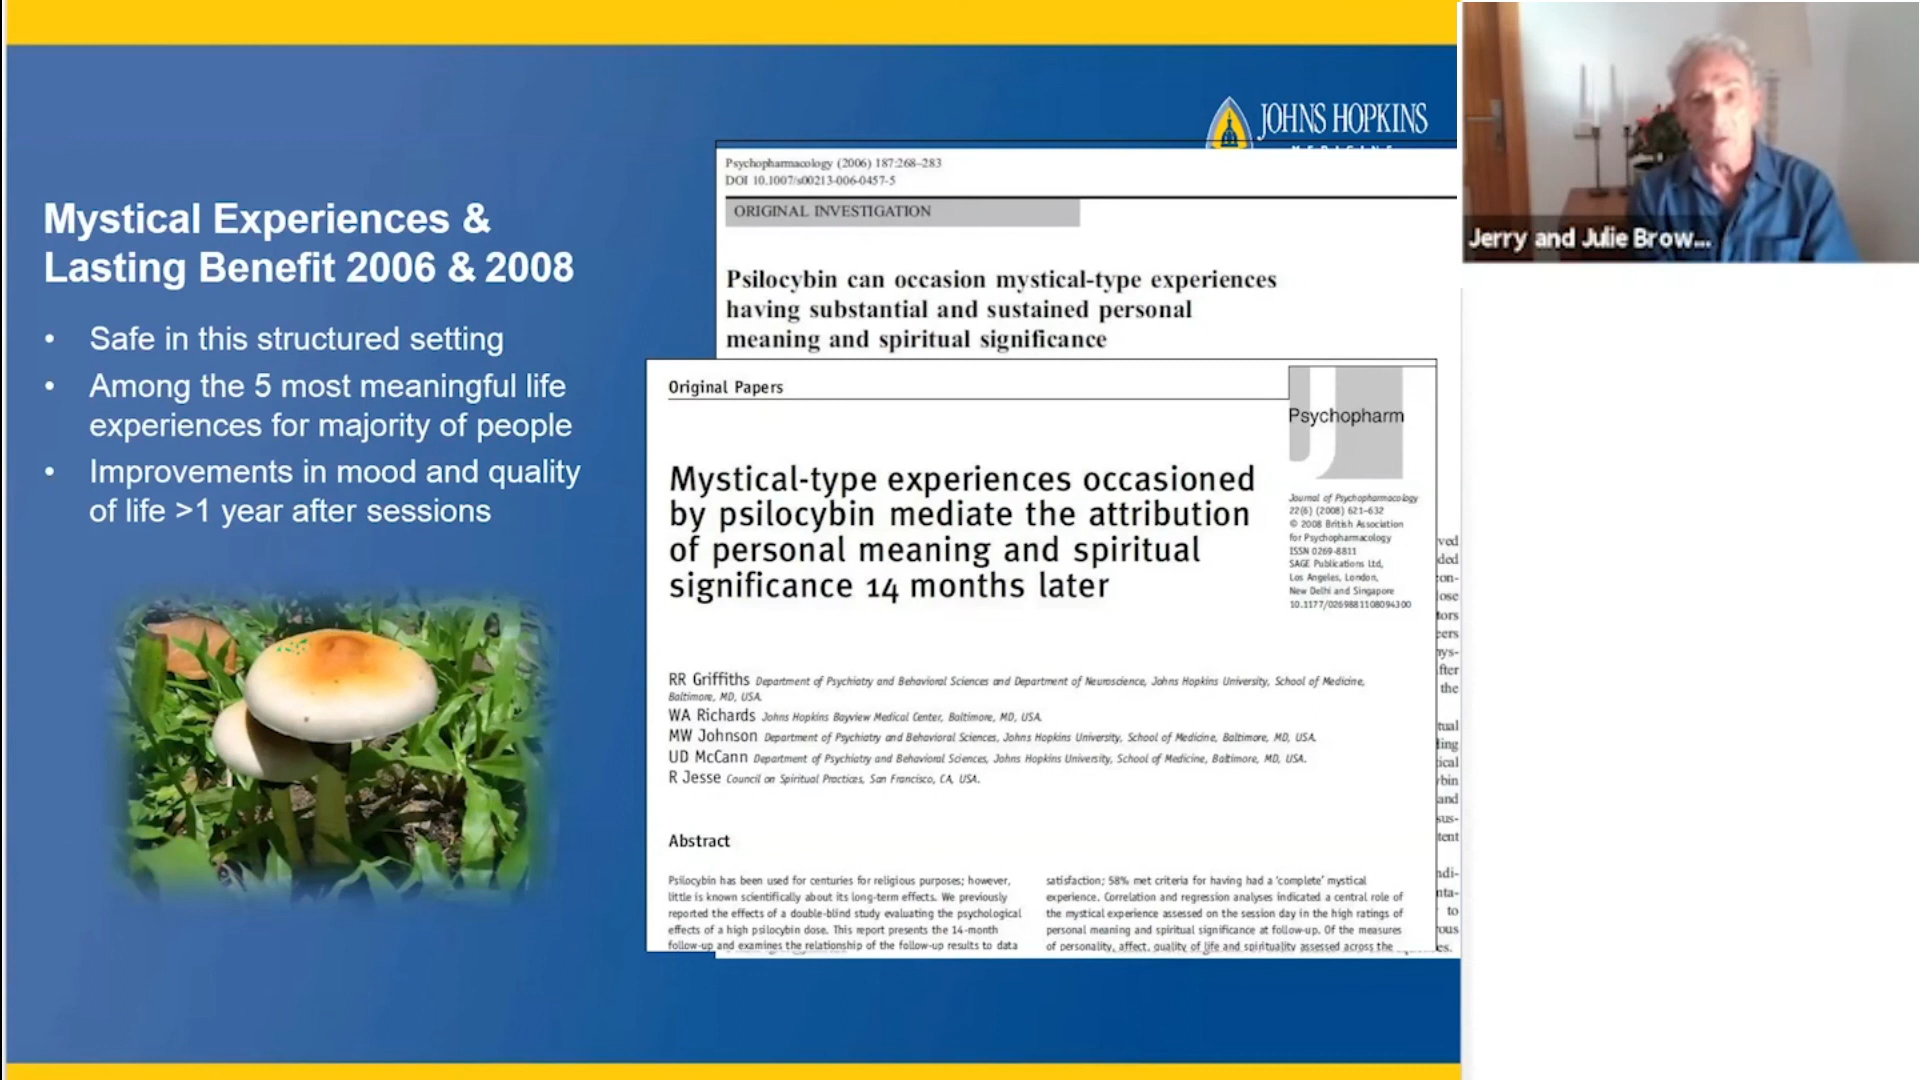 JOHNS HOPKINS
MEDICINE
Mystical Experiences &
Lasting Benefit 2006 & 2008
• Safe in this structured setting
• Among the 5 most meaningful life
experiences for majority of people
• Improvements in mood and quality
of life >1 year after sessions
Psychopharmacology (2006) 187:268–283
DOI 10.1007/s00213-006-0457-5
ORIGINAL INVESTIGATION
Psilocybin can occasion mystical-type experiences
having substantial and sustained personal
meaning and spiritual significance
Original Papers
Psychopharm
Mystical-type experiences occasioned
by psilocybin mediate the attribution
of personal meaning and spiritual
significance 14 months later
Journal of Psychopharmacology
22(6) (2008) 621–632
© 2008 British Association
for Psychopharmacology
ISSN 0269-8811
SAGE Publications Ltd,
Los Angeles, London,
New Delhi and Singapore
10.1177/0269881108094300
RR Griffiths Department of Psychiatry and Behavioral Sciences and Department of Neuroscience, Johns Hopkins University, School of Medicine,
Baltimore, MD, USA.
WA Richards Johns Hopkins Bayview Medical Center, Baltimore, MD, USA.
MW Johnson Department of Psychiatry and Behavioral Sciences, Johns Hopkins University, School of Medicine, Baltimore, MD, USA.
UD McCann Department of Psychiatry and Behavioral Sciences, Johns Hopkins University, School of Medicine, Baltimore, MD, USA.
R Jesse Council on Spiritual Practices, San Francisco, CA, USA.
Abstract
Psilocybin has been used for centuries for religious purposes; however,
little is known scientifically about its long-term effects. We previously
reported the effects of a double-blind study evaluating the psychological
effects of a high psilocybin dose. This report presents the 14-month
follow-up and examines the relationship of the follow-up results to data
satisfaction; 58% met criteria for having had a 'complete' mystical
experience. Correlation and regression analyses indicated a central role of
the mystical experience assessed on the session day in the high ratings of
personal meaning and spiritual significance at follow-up. Of the measures
of personality, affect, quality of life and spirituality assessed across the
Jerry and Julie Brow...